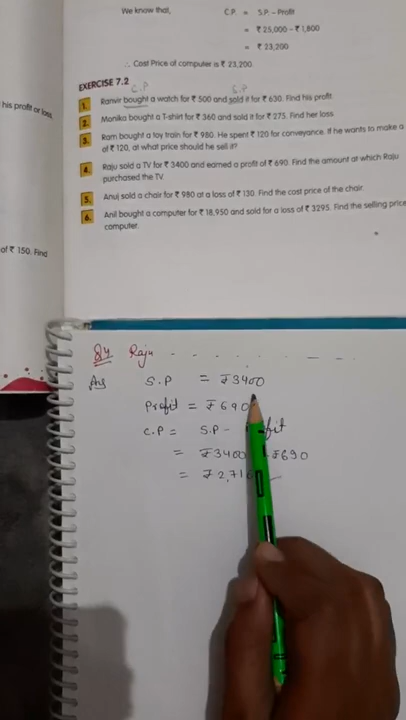 We know that, C.P. = S.P. – Profit
= ₹ 25,000 – ₹ 1,800
= ₹ 23,200
∴ Cost Price of computer is ₹ 23,200.
EXERCISE 7.2
C.P S.P
1. Ranvir bought a watch for ₹ 500 and sold it for ₹ 630. Find his profit.
his profit or loss.
2. Monika bought a T-shirt for ₹ 360 and sold it for ₹ 275. Find her loss.
3. Ram bought a toy train for ₹ 980. He spent ₹ 120 for conveyance. If he wants to make a
of ₹ 120, at what price should he sell it?
4. Raju sold a TV for ₹ 3400 and earned a profit of ₹ 690. Find the amount at which Raju
purchased the TV.
5. Anuj sold a chair for ₹ 980 at a loss of ₹ 130. Find the cost price of the chair.
6. Anil bought a computer for ₹ 18,950 and sold for a loss of ₹ 3295. Find the selling price
computer.
of ₹ 150. Find
Q4 Raju - - - - - - - -
Ans S.P = ₹3400
Profit = ₹690
C.P = S.P - fit
= ₹3400 ₹690
= ₹2,71